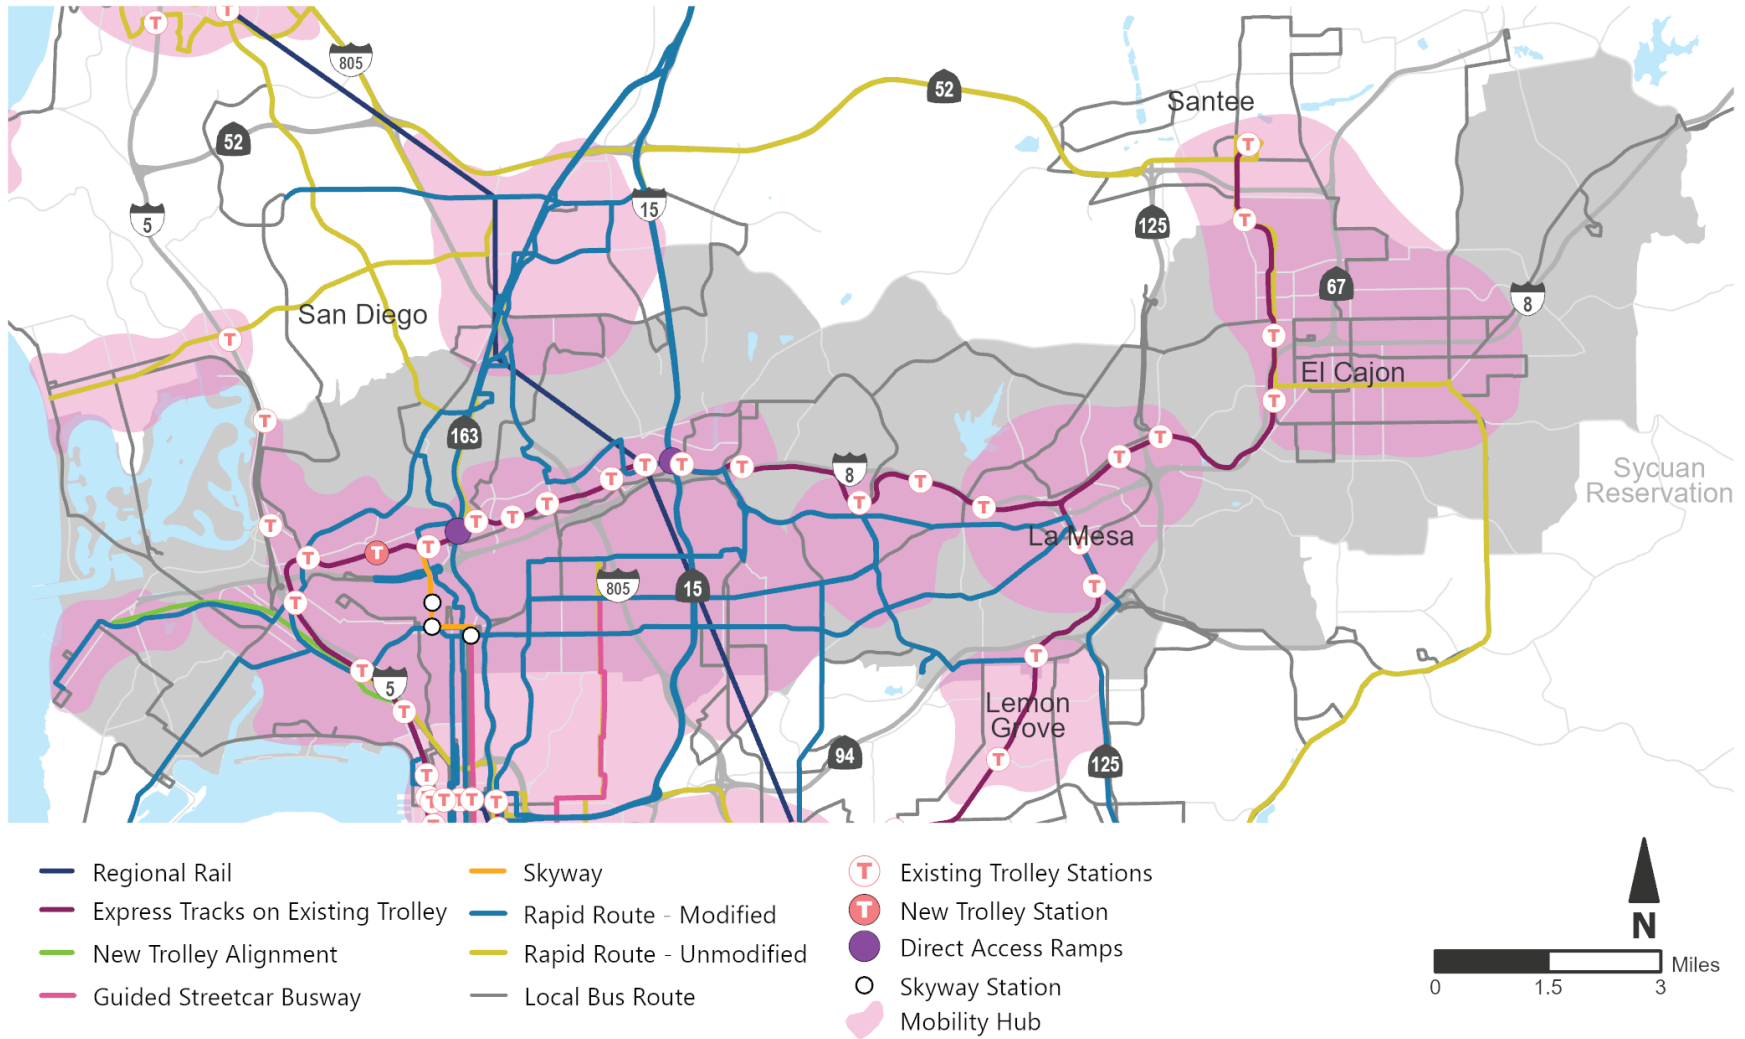 T
T
805
52
Santee
T
52
15
5
125
T
67
8
San Diego
T
T
El Cajon
T
T
163
T
T
T
T
T
T
8
T
T
T
T
T
T
T
T
Sycuan
Reservation
T
T
T
T
La Mesa
T
T
805
15
T
T
T
5
T
Lemon
Grove
T
94
125
T
T
T
T
T
Regional Rail
Express Tracks on Existing Trolley
New Trolley Alignment
Guided Streetcar Busway
Skyway
Rapid Route - Modified
Rapid Route - Unmodified
Local Bus Route
T Existing Trolley Stations
T New Trolley Station
Direct Access Ramps
Skyway Station
Mobility Hub
N
Miles
0 1.5 3